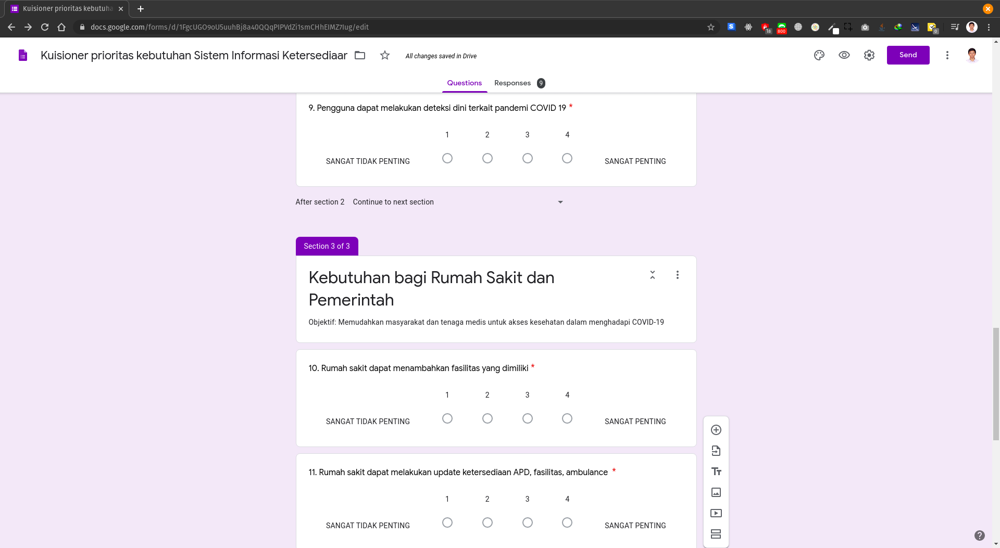 Kuisioner prioritas kebutuha
docs.google.com/forms/d/1FgcUGO9oU5uuhBj8a40QQqPIPVdZi1smCHhEIMZ7Iug/edit
18
800
0
Kuisioner prioritas kebutuhan Sistem Informasi Ketersediaar
All changes saved in Drive
Send
Questions
Responses 9
9. Pengguna dapat melakukan deteksi dini terkait pandemi COVID 19 *
1 2 3 4
SANGAT TIDAK PENTING SANGAT PENTING
After section 2 Continue to next section
Section 3 of 3
Kebutuhan bagi Rumah Sakit dan
Pemerintah
Objektif: Memudahkan masyarakat dan tenaga medis untuk akses kesehatan dalam menghadapi COVID-19
10. Rumah sakit dapat menambahkan fasilitas yang dimiliki *
1 2 3 4
SANGAT TIDAK PENTING SANGAT PENTING
11. Rumah sakit dapat melakukan update ketersediaan APD, fasilitas, ambulance *
1 2 3 4
SANGAT TIDAK PENTING SANGAT PENTING